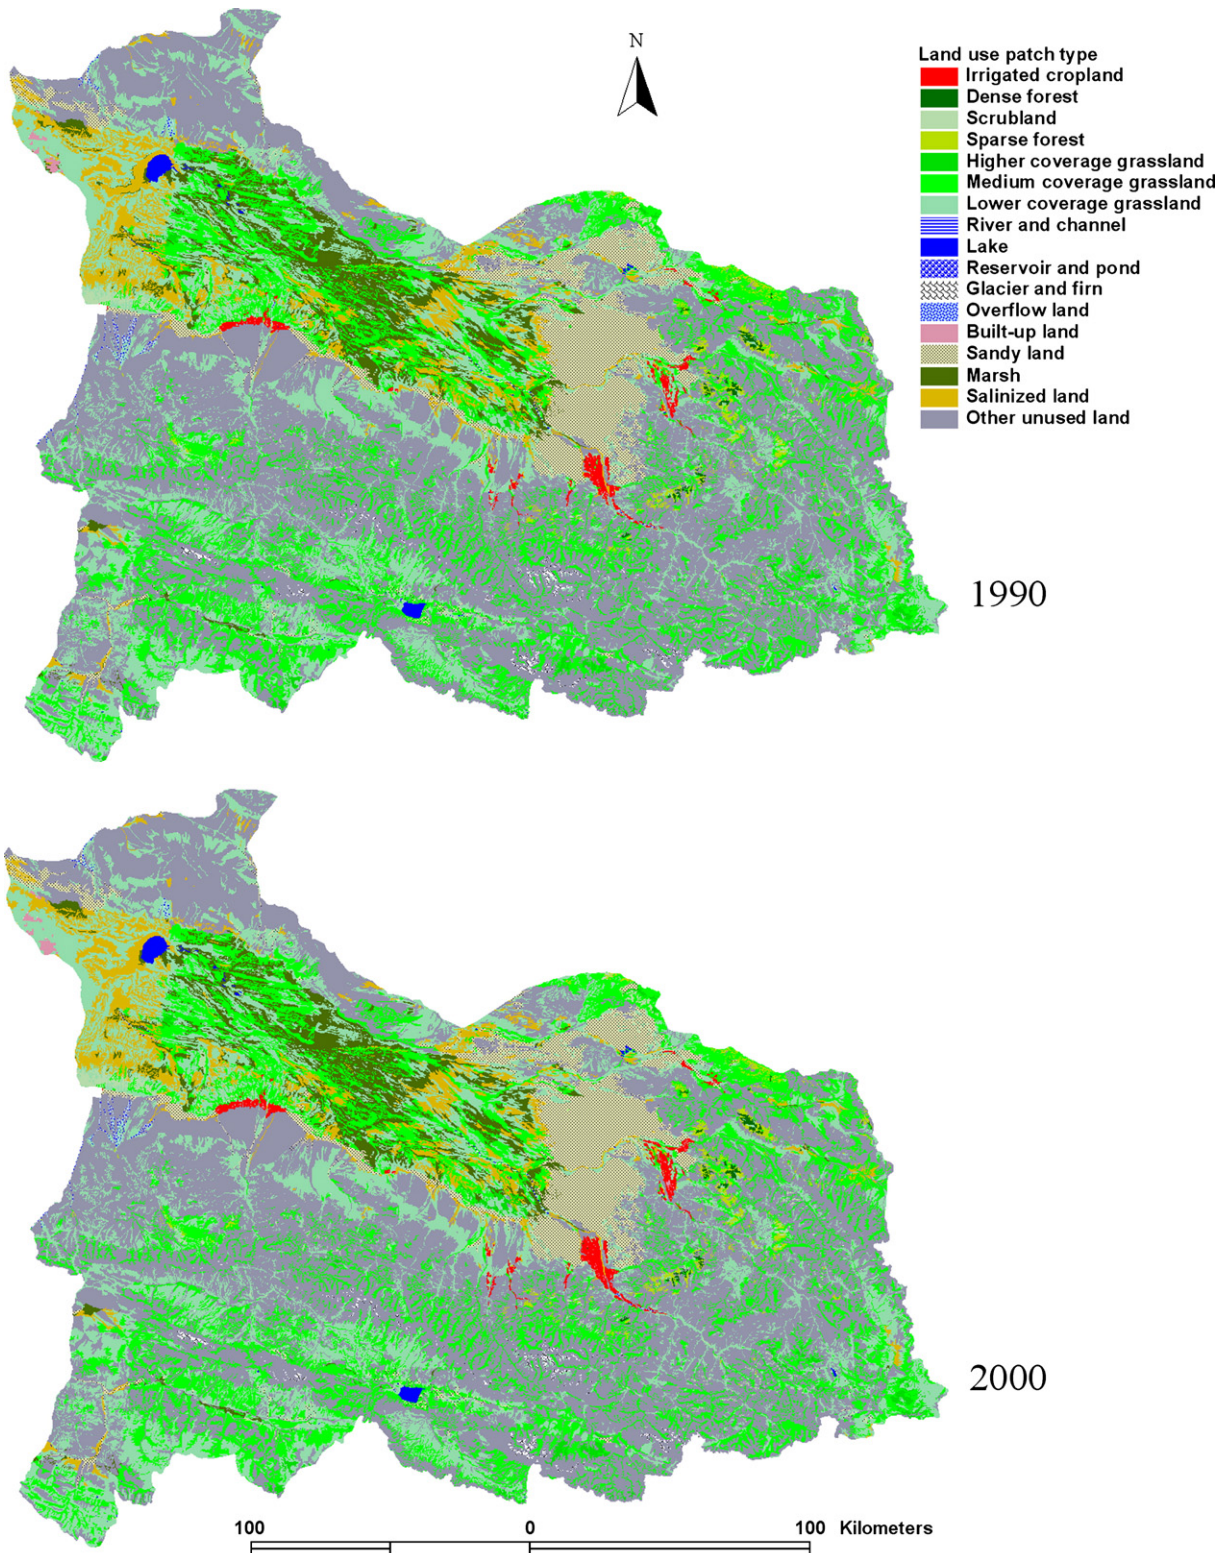 N
Land use patch type
Irrigated cropland
Dense forest
Scrubland
Sparse forest
Higher coverage grassland
Medium coverage grassland
Lower coverage grassland
River and channel
Lake
Reservoir and pond
Glacier and firn
Overflow land
Built-up land
Sandy land
Marsh
Salinized land
Other unused land
1990
2000
100 0 100 Kilometers